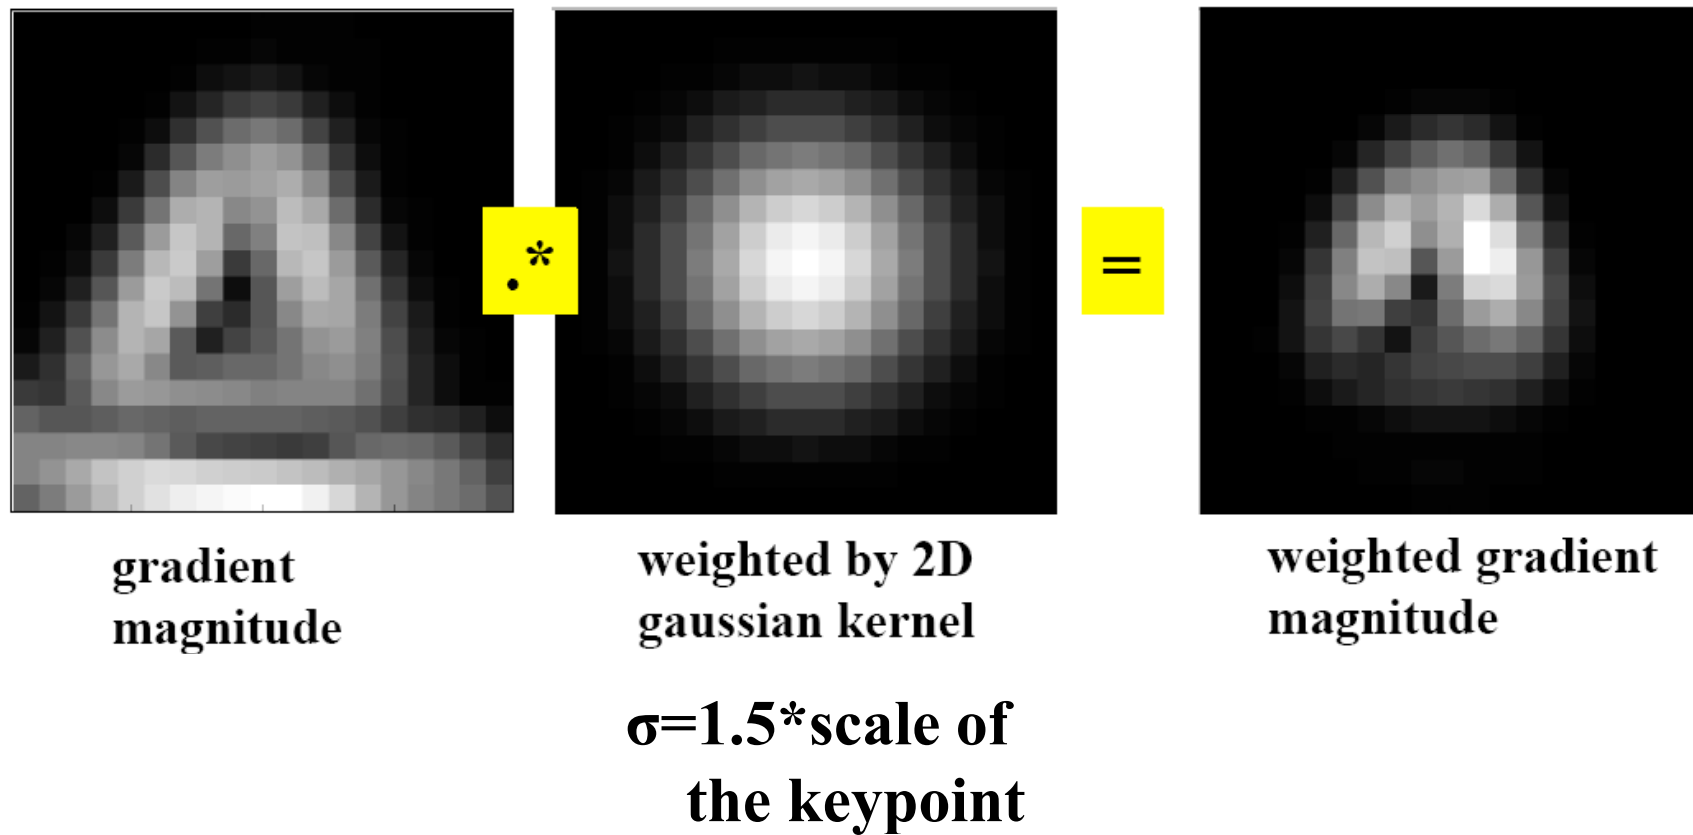 .*
=
gradient
magnitude
weighted by 2D
gaussian kernel
weighted gradient
magnitude
σ=1.5*scale of
the keypoint